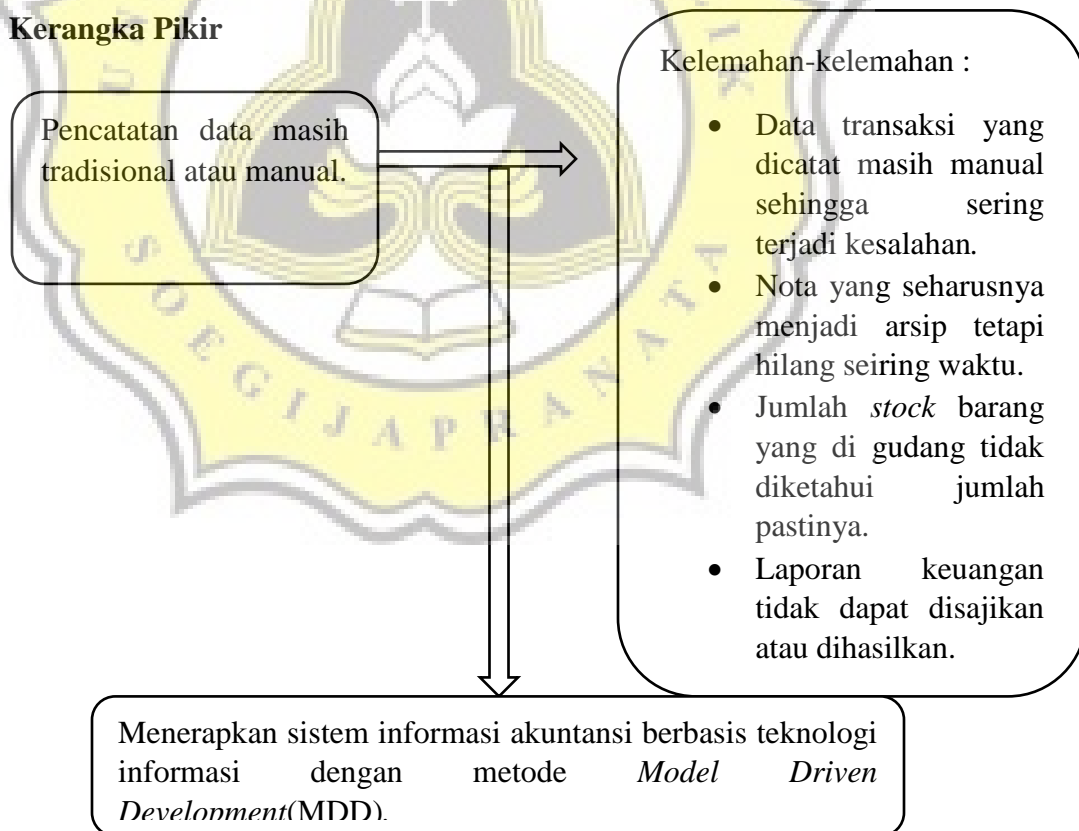 Kerangka Pikir
Pencatatan data masih
tradisional atau manual.
Kelemahan-kelemahan :
• Data transaksi yang
dicatat masih manual
sehingga sering
terjadi kesalahan.
• Nota yang seharusnya
menjadi arsip tetapi
hilang seiring waktu.
• Jumlah stock barang
yang di gudang tidak
diketahui jumlah
pastinya.
• Laporan keuangan
tidak dapat disajikan
atau dihasilkan.
Menerapkan sistem informasi akuntansi berbasis teknologi
informasi dengan metode Model Driven
Development(MDD).
SOEGIJAPRANATA